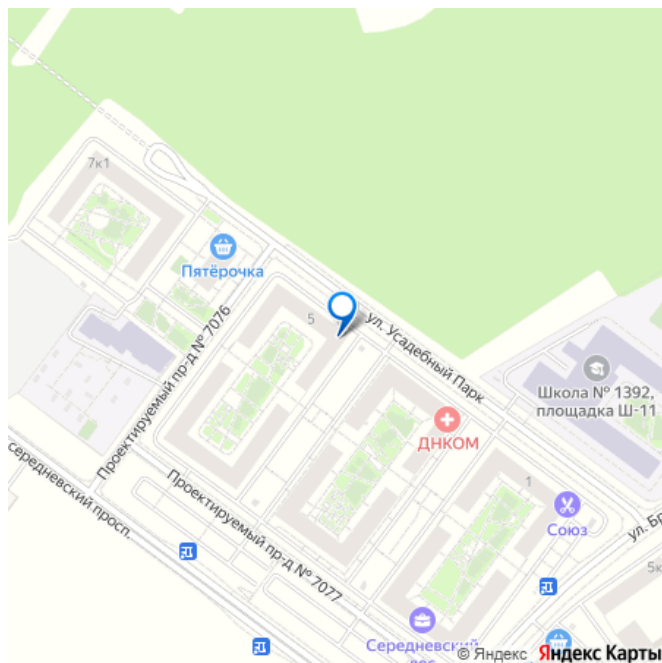 7к1
Пятёрочка
Проектируемый пр-д № 7076
5
ул. Усадебный Парк
Школа № 1392,
площадка Ш-11
ДНКОМ
1
Союз
середневский просп.
Проектируемый пр-д № 7077
ул. Бр
5к
Середневский
© Яндекс Яндекс Карты